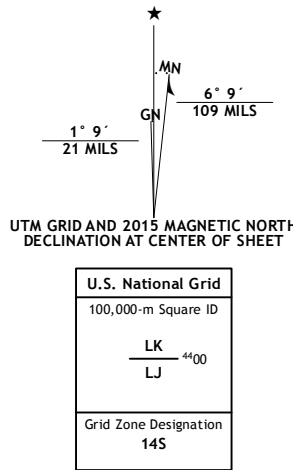 ★
MN
GN
6° 9´
109 MILS
1° 9´
21 MILS
UTM GRID AND 2015 MAGNETIC NORTH
DECLINATION AT CENTER OF SHEET
U.S. National Grid
100,000-m Square ID
LK
⁴⁴00
LJ
Grid Zone Designation
14S